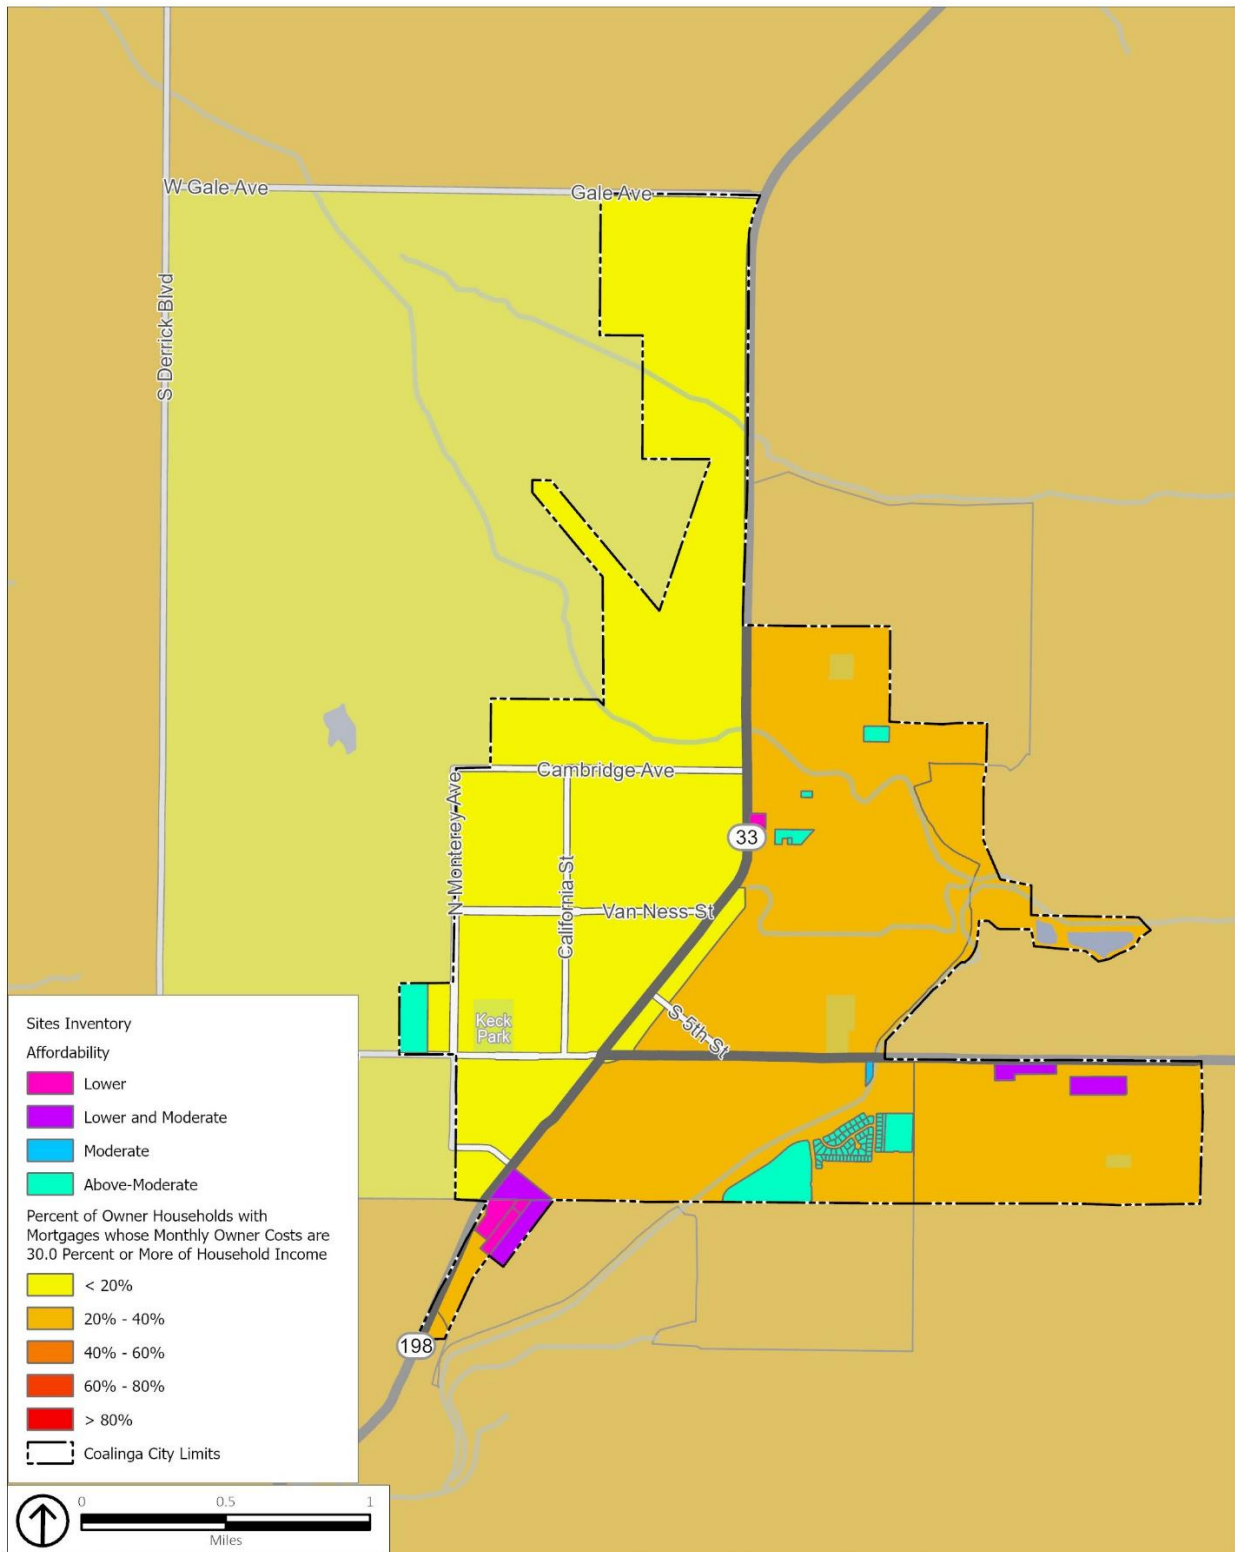 W Gale Ave
Gale Ave
S Derrick Blvd
Cambridge Ave
N Monterey Ave
California St
33
Van Ness St
Keck
Park
S 5th St
198
Sites Inventory
Affordability
Lower
Lower and Moderate
Moderate
Above-Moderate
Percent of Owner Households with
Mortgages whose Monthly Owner Costs are
30.0 Percent or More of Household Income
< 20%
20% - 40%
40% - 60%
60% - 80%
> 80%
Coalinga City Limits
0 0.5 1
Miles